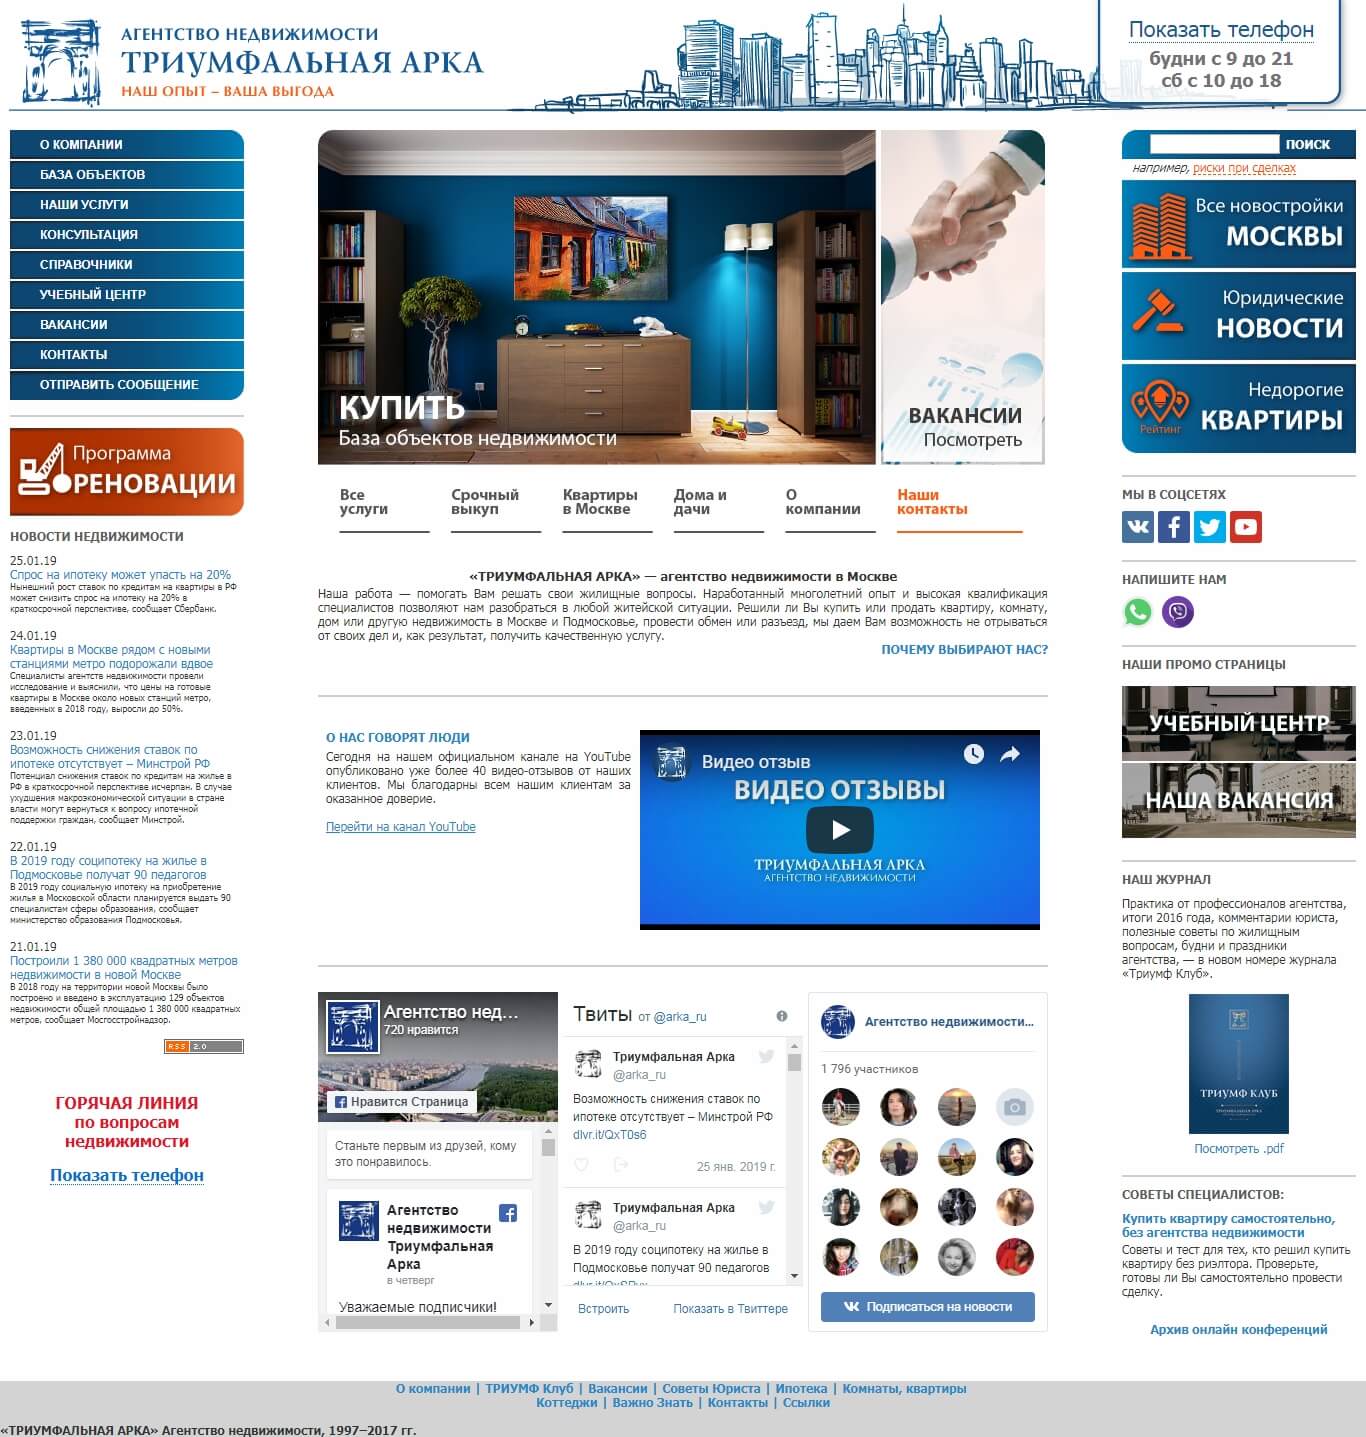 АГЕНТСТВО НЕДВИЖИМОСТИ
ТРИУМФАЛЬНАЯ АРКА
НАШ ОПЫТ – ВАША ВЫГОДА
Показать телефон
будни с 9 до 21
сб с 10 до 18
О КОМПАНИИ
БАЗА ОБЪЕКТОВ
НАШИ УСЛУГИ
КОНСУЛЬТАЦИЯ
СПРАВОЧНИКИ
УЧЕБНЫЙ ЦЕНТР
ВАКАНСИИ
КОНТАКТЫ
ОТПРАВИТЬ СООБЩЕНИЕ
Программа
РЕНОВАЦИИ
НОВОСТИ НЕДВИЖИМОСТИ
25.01.19
Спрос на ипотеку может упасть на 20%
Нынешний рост ставок по кредитам на квартиры в РФ
может снизить спрос на ипотеку на 20% в
краткосрочной перспективе, сообщает Сбербанк.
24.01.19
Квартиры в Москве рядом с новыми
станциями метро подорожали вдвое
Специалисты агентств недвижимости провели
исследование и выяснили, что цены на готовые
квартиры в Москве около новых станций метро,
введенных в 2018 году, выросли до 50%.
23.01.19
Возможность снижения ставок по
ипотеке отсутствует – Минстрой РФ
Потенциал снижения ставок по кредитам на жилье в
РФ в краткосрочной перспективе исчерпан. В случае
ухудшения макроэкономической ситуации в стране
власти могут вернуться к вопросу ипотечной
поддержки граждан, сообщает Минстрой.
22.01.19
В 2019 году соципотеку на жилье в
Подмосковье получат 90 педагогов
В 2019 году социальную ипотеку на приобретение
жилья в Московской области планируется выдать 90
специалистам сферы образования, сообщает
министерство образования Подмосковья.
21.01.19
Построили 1 380 000 квадратных метров
недвижимости в новой Москве
В 2018 году на территории новой Москвы было
построено и введено в эксплуатацию 129 объектов
недвижимости общей площадью 1 380 000 квадратных
метров, сообщает Мосгосстройнадзор.
RSS 2.0
ГОРЯЧАЯ ЛИНИЯ
по вопросам
недвижимости
Показать телефон
КУПИТЬ
База объектов недвижимости
ВАКАНСИИ
Посмотреть
Все
услуги
Срочный
выкуп
Квартиры
в Москве
Дома и
дачи
О
компании
Наши
контакты
«ТРИУМФАЛЬНАЯ АРКА» — агентство недвижимости в Москве
Наша работа — помогать Вам решать свои жилищные вопросы. Наработанный многолетний опыт и высокая квалификация
специалистов позволяют нам разобраться в любой житейской ситуации. Решили ли Вы купить или продать квартиру, комнату,
дом или другую недвижимость в Москве и Подмосковье, провести обмен или разъезд, мы даем Вам возможность не отрываться
от своих дел и, как результат, получить качественную услугу.
ПОЧЕМУ ВЫБИРАЮТ НАС?
О НАС ГОВОРЯТ ЛЮДИ
Сегодня на нашем официальном канале на YouTube
опубликовано уже более 40 видео-отзывов от наших
клиентов. Мы благодарны всем нашим клиентам за
оказанное доверие.
Перейти на канал YouTube
Видео отзыв
ВИДЕО ОТЗЫВЫ
ТРИУМФАЛЬНАЯ АРКА
АГЕНТСТВО НЕДВИЖИМОСТИ
Агентство нед...
720 нравится
Нравится Страница
Станьте первым из друзей, кому
это понравилось.
Агентство
недвижимости
Триумфальная
Арка
в четверг
Уважаемые подписчики!
Твиты от @arka_ru
Триумфальная Арка
@arka_ru
Возможность снижения ставок по
ипотеке отсутствует – Минстрой РФ
dlvr.it/QxT0s6
25 янв. 2019 г.
Триумфальная Арка
@arka_ru
В 2019 году соципотеку на жилье в
Подмосковье получат 90 педагогов
Встроить
Показать в Твиттере
Агентство недвижимости...
1 796 участников
Подписаться на новости
ПОИСК
например, риски при сделках
Все новостройки
МОСКВЫ
Юридические
НОВОСТИ
Рейтинг
Недорогие
КВАРТИРЫ
МЫ В СОЦСЕТЯХ
НАПИШИТЕ НАМ
НАШИ ПРОМО СТРАНИЦЫ
УЧЕБНЫЙ ЦЕНТР
НАША ВАКАНСИЯ
НАШ ЖУРНАЛ
Практика от профессионалов агентства,
итоги 2016 года, комментарии юриста,
полезные советы по жилищным
вопросам, будни и праздники
агентства, — в новом номере журнала
«Триумф Клуб».
ТРИУМФ КЛУБ
Посмотреть .pdf
СОВЕТЫ СПЕЦИАЛИСТОВ:
Купить квартиру самостоятельно,
без агентства недвижимости
Советы и тест для тех, кто решил купить
квартиру без риэлтора. Проверьте,
готовы ли Вы самостоятельно провести
сделку.
Архив онлайн конференций
О компании | ТРИУМФ Клуб | Вакансии | Советы Юриста | Ипотека | Комнаты, квартиры
Коттеджи | Важно Знать | Контакты | Ссылки
«ТРИУМФАЛЬНАЯ АРКА» Агентство недвижимости, 1997–2017 гг.